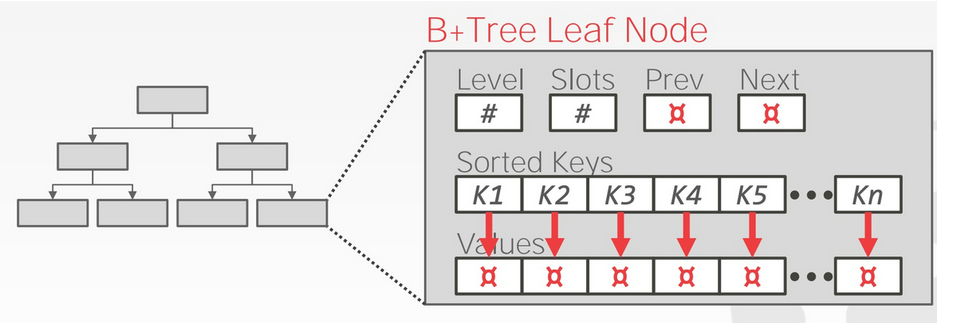 B+Tree Leaf Node
Level Slots Prev Next
# # ¤ ¤
Sorted Keys
K1 K2 K3 K4 K5 ••• Kn
Values
¤ ¤ ¤ ¤ ¤ ••• ¤